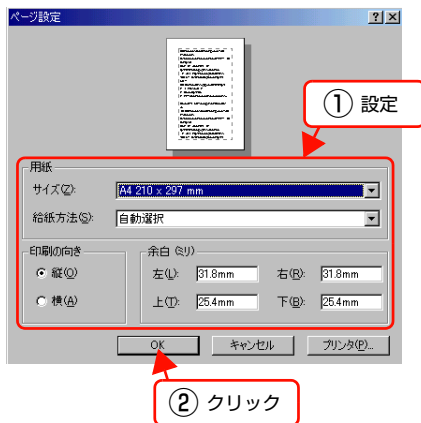 ページ設定
① 設定
用紙
サイズ(Z): A4 210 x 297 mm
給紙方法(S): 自動選択
印刷の向き
縦(O)
横(A)
余白 (ミリ)
左(L): 31.8mm 右(R): 31.8mm
上(T): 25.4mm 下(B): 25.4mm
OK キャンセル プリンタ(P)...
② クリック